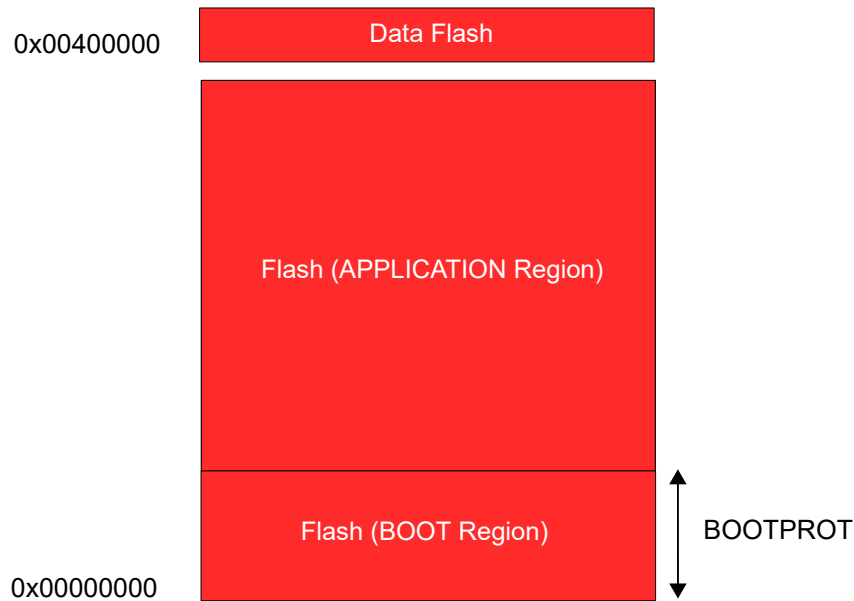 Data Flash
0x00400000
Flash (APPLICATION Region)
Flash (BOOT Region)
BOOTPROT
0x00000000